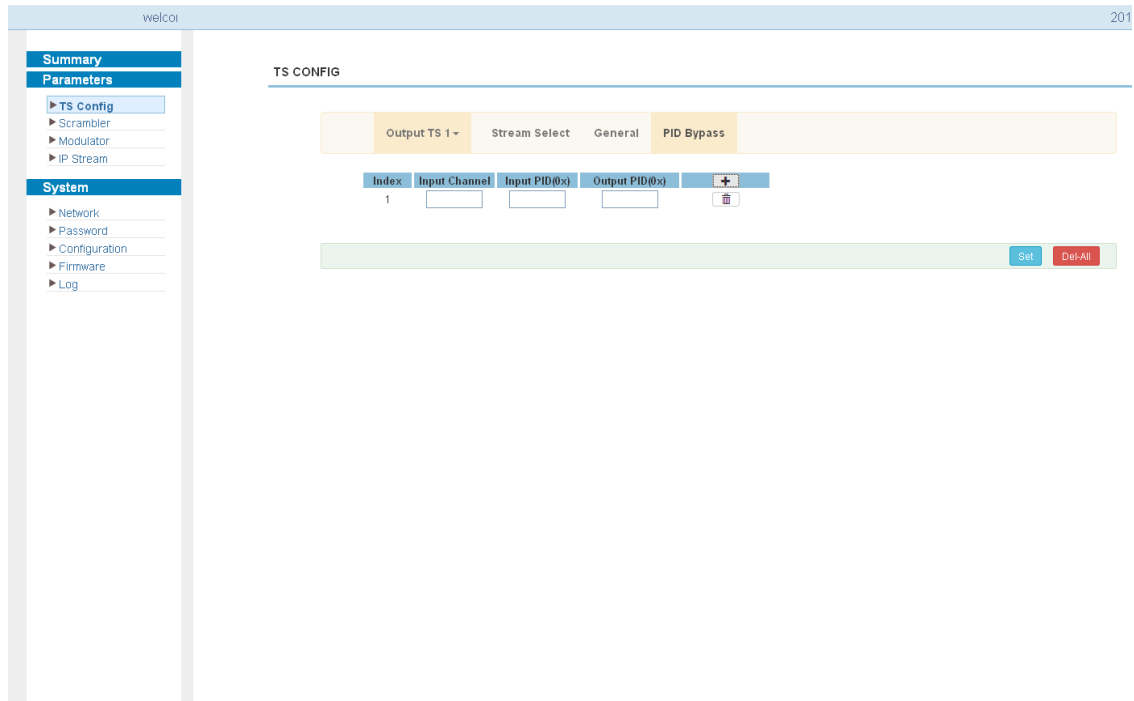 welcoı 201
Summary
Parameters
TS Config
Scrambler
Modulator
IP Stream
System
Network
Password
Configuration
Firmware
Log
TS CONFIG
Output TS 1 Stream Select General PID Bypass
Index Input Channel Input PID(0x) Output PID(0x) +
1
Set Del-All